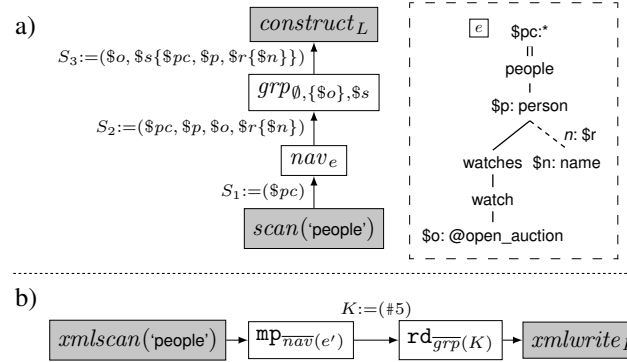 a)
construct_L
S_3:=($o, $s{$pc, $p, $r{$n}})
grp_∅,{$o},$s
S_2:=($pc, $p, $o, $r{$n})
nav_e
S_1:=($pc)
scan('people')
e
$pc:*
people
$p: person
n: $r
watches $n: name
watch
$o: @open_auction
b)
K:=(#5)
xmlscan('people') mp_nav(e′) rd_grp(K)